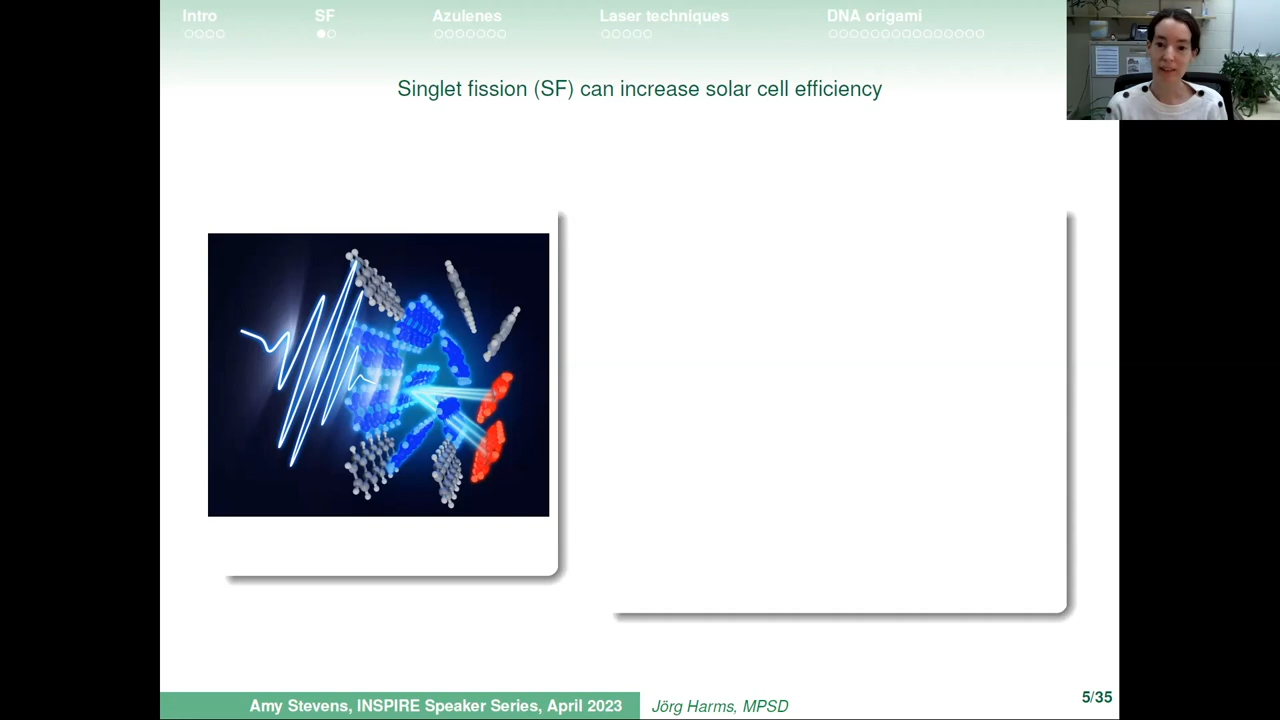 Intro
SF
Azulenes
Laser techniques
DNA origami
Singlet fission (SF) can increase solar cell efficiency
Amy Stevens, INSPIRE Speaker Series, April 2023
Jörg Harms, MPSD
5/35